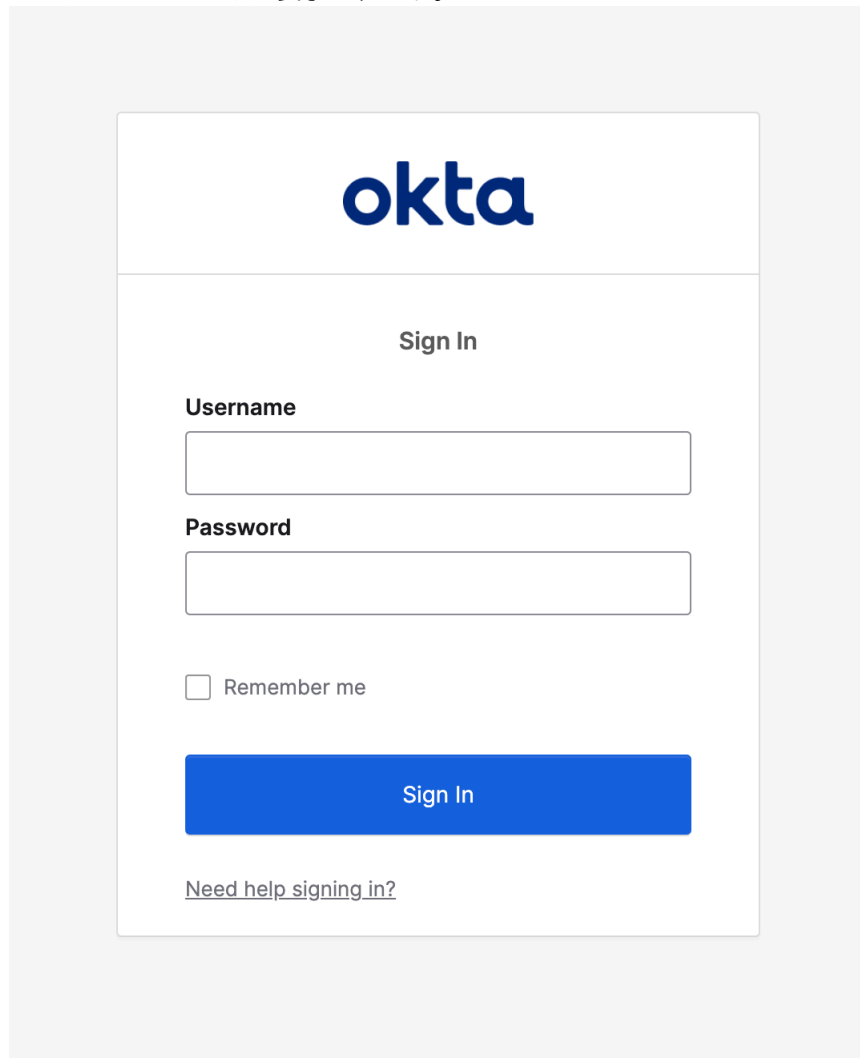 okta
Sign In
Username
Password
Remember me
Sign In
Need help signing in?